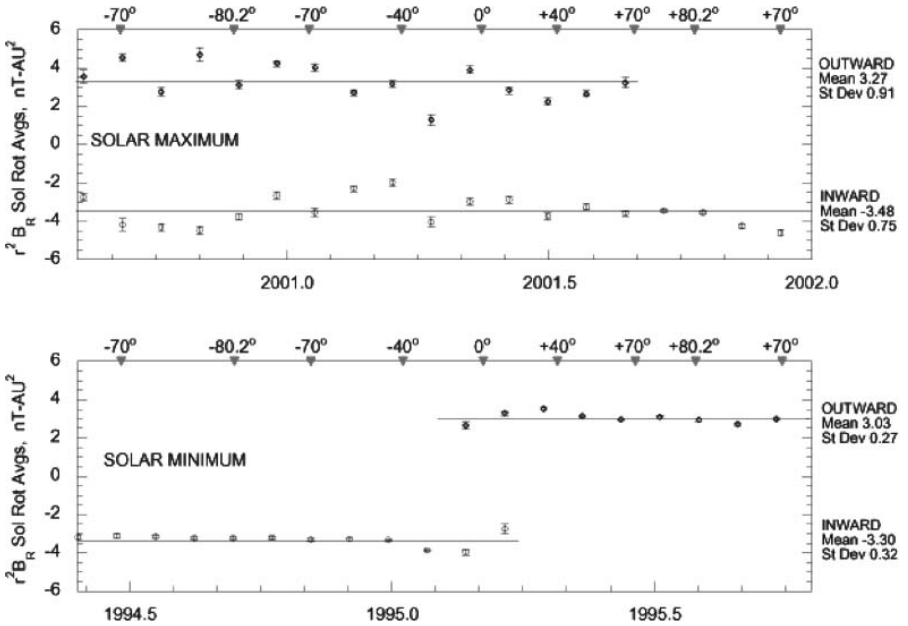 -70° -80.2° -70° -40° 0° +40° +70° +80.2° +70°
6
4
2
0
-2
-4
-6
r² B_R Sol Rot Avgs, nT-AU²
SOLAR MAXIMUM
OUTWARD
Mean 3.27
St Dev 0.91
INWARD
Mean -3.48
St Dev 0.75
2001.0 2001.5 2002.0
-70° -80.2° -70° -40° 0° +40° +70° +80.2° +70°
6
4
2
0
-2
-4
-6
r² B_R Sol Rot Avgs, nT-AU²
SOLAR MINIMUM
OUTWARD
Mean 3.03
St Dev 0.27
INWARD
Mean -3.30
St Dev 0.32
1994.5 1995.0 1995.5